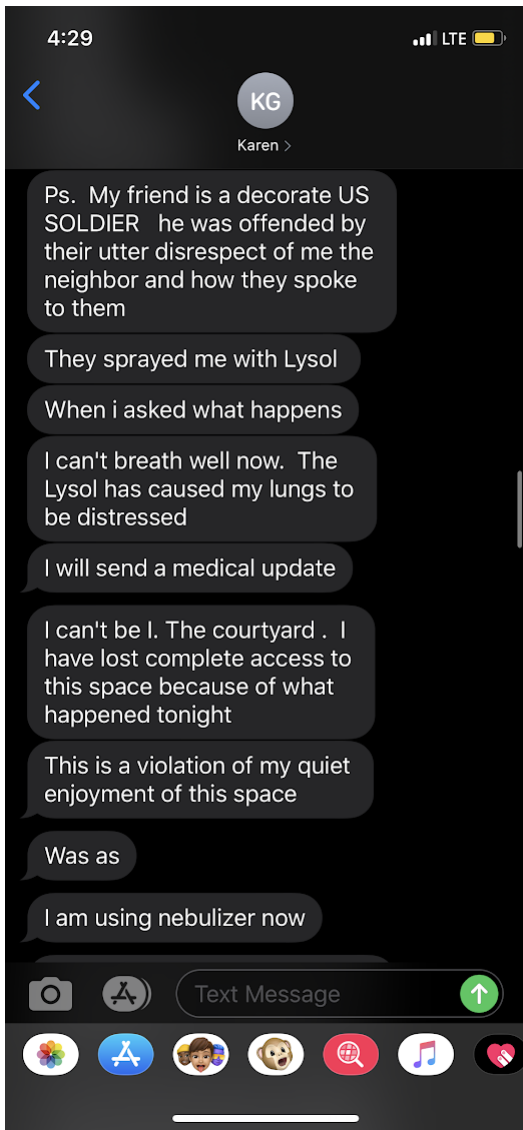 4:29
LTE
KG
Karen >
Ps.  My friend is a decorate US
SOLDIER   he was offended by
their utter disrespect of me the
neighbor and how they spoke
to them
They sprayed me with Lysol
When i asked what happens
I can't breath well now.  The
Lysol has caused my lungs to
be distressed
I will send a medical update
I can't be I. The courtyard .  I
have lost complete access to
this space because of what
happened tonight
This is a violation of my quiet
enjoyment of this space
Was as
I am using nebulizer now
Text Message